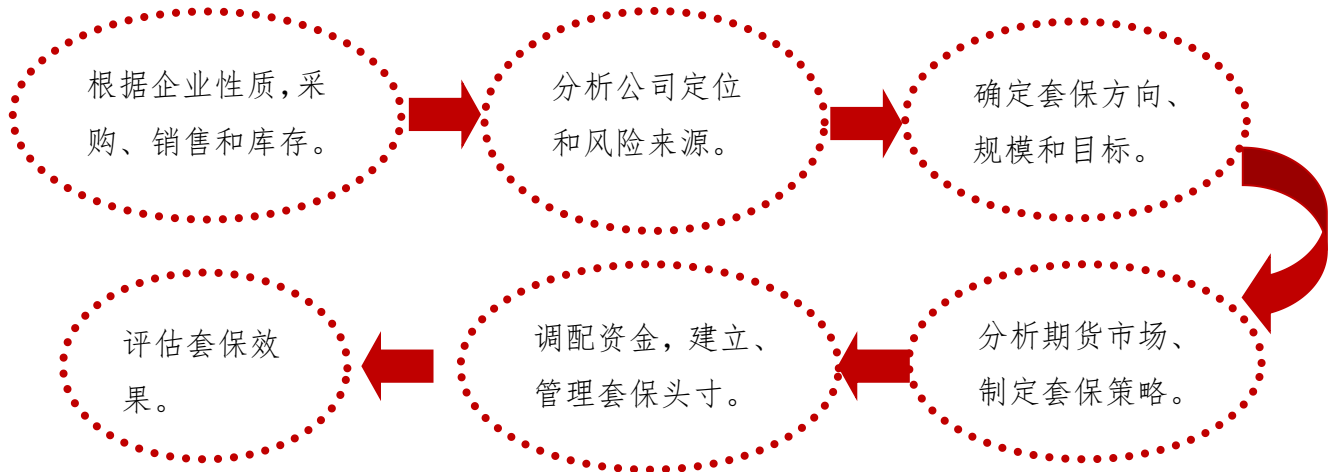 根据企业性质，采
购、销售和库存。
分析公司定位
和风险来源。
确定套保方向、
规模和目标。
分析期货市场、
制定套保策略。
调配资金，建立、
管理套保头寸。
评估套保效
果。